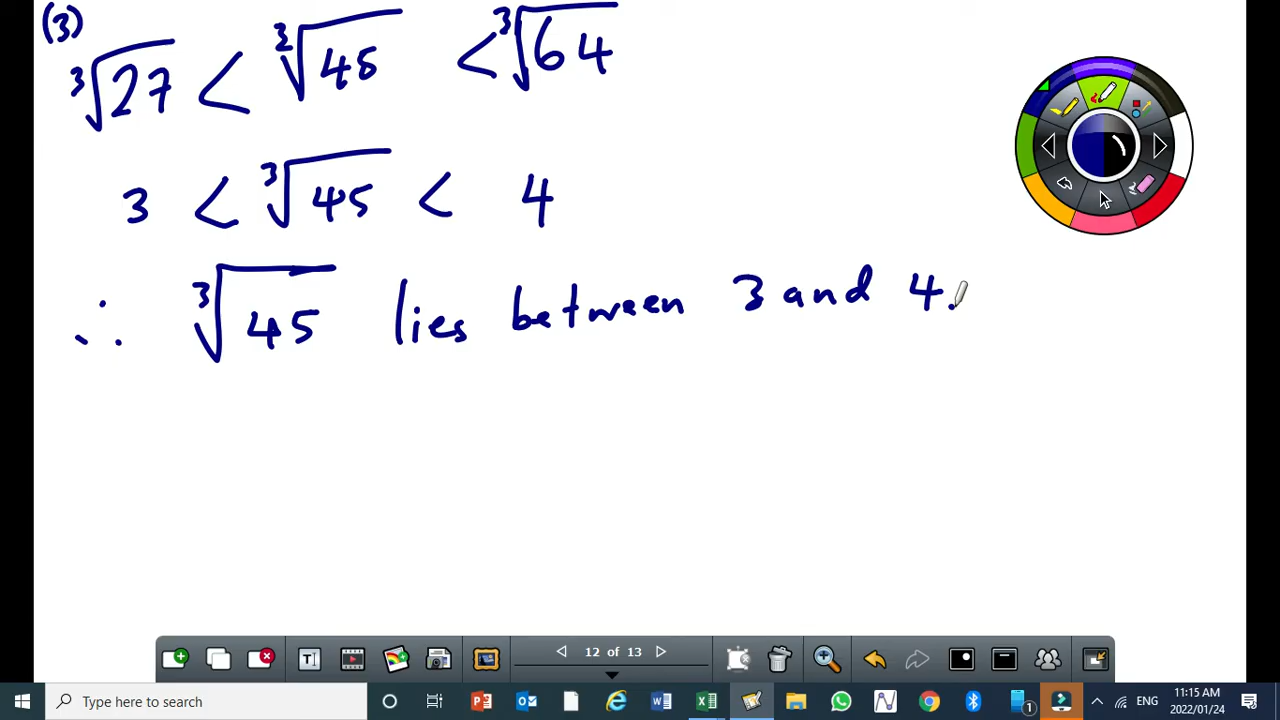 (3)
∛27 < ∛45 < ∛64
3 < ∛45 < 4
∴ ∛45 lies between 3 and 4.
12 of 13
Type here to search
1
ENG
11:15 AM
2022/01/24